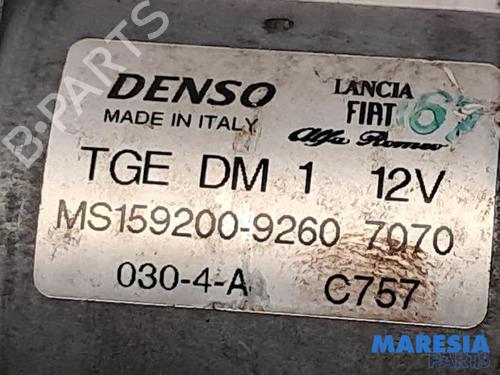 DENSO
MADE IN ITALY
LANCIA
FIAT 67
Alfa Romeo
TGE DM 1 12V
MS159200-9260 7070
030-4-A C757
B-PARTS
MARESIA
PARTS